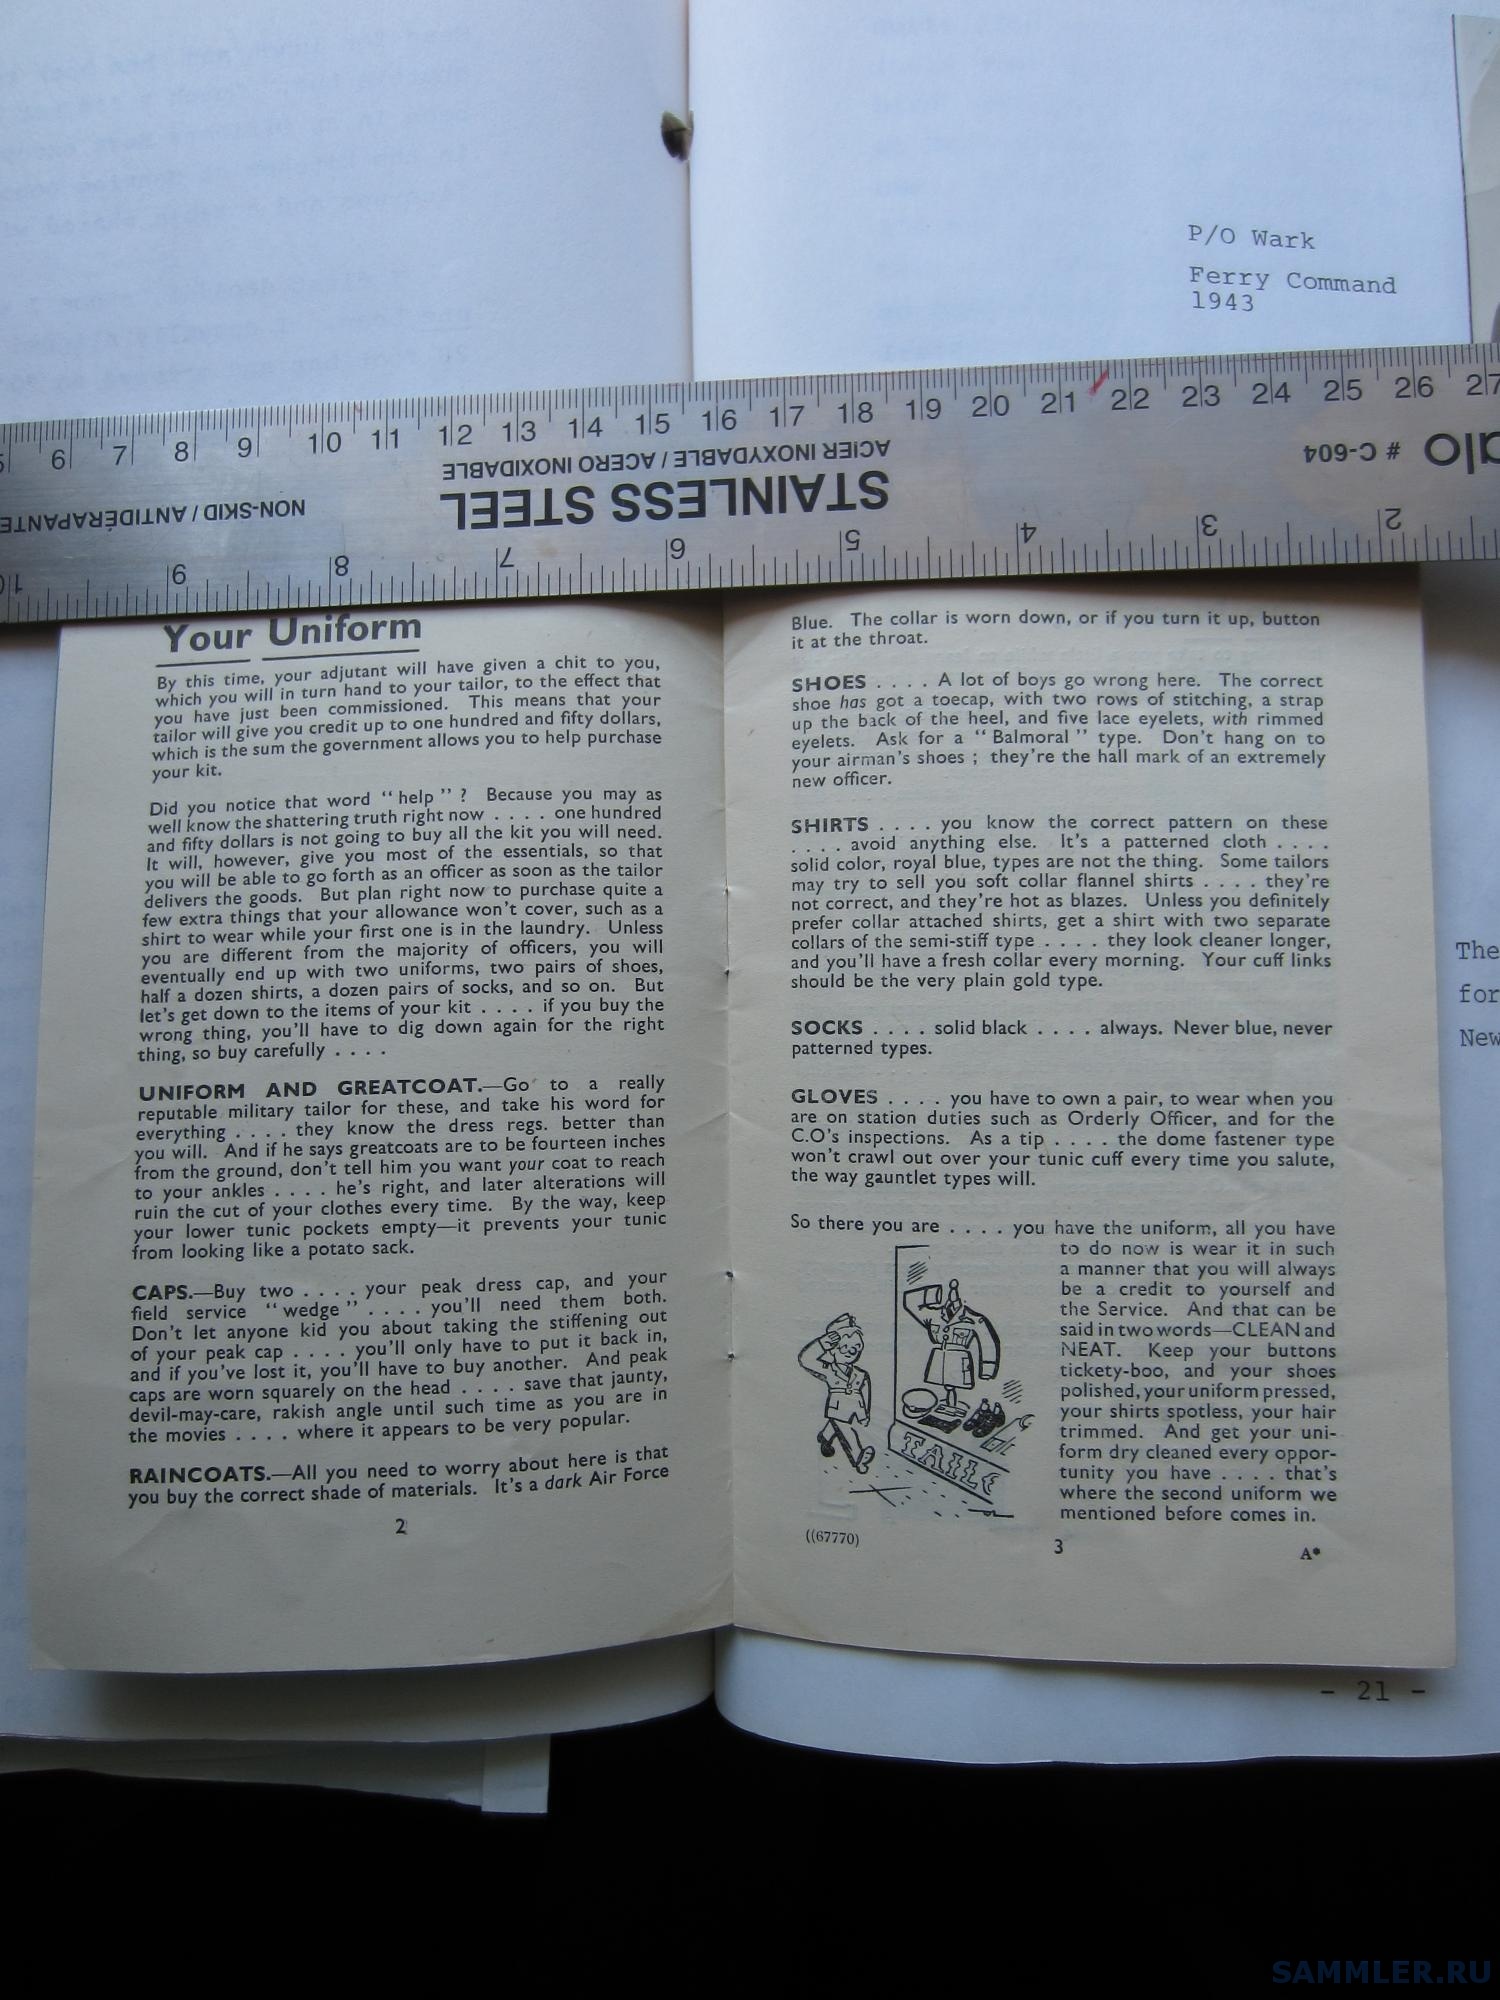 P/O Wark
Ferry Command
1943
6 7 8 9 10 11 12 13 14 15 16 17 18 19 20 21 22 23 24 25 26 27
ACIER INOXYDABLE / ACERO INOXIDABLE
STAINLESS STEEL
NON-SKID / ANTIDÉRAPANTE
# C-604
2 3 4 5 6 7 8 9 10
Your Uniform
By this time, your adjutant will have given a chit to you,
which you will in turn hand to your tailor, to the effect that
you have just been commissioned. This means that your
tailor will give you credit up to one hundred and fifty dollars,
which is the sum the government allows you to help purchase
your kit.
Did you notice that word "help"? Because you may as
well know the shattering truth right now . . . . one hundred
and fifty dollars is not going to buy all the kit you will need.
It will, however, give you most of the essentials, so that
you will be able to go forth as an officer as soon as the tailor
delivers the goods. But plan right now to purchase quite a
few extra things that your allowance won't cover, such as a
shirt to wear while your first one is in the laundry. Unless
you are different from the majority of officers, you will
eventually end up with two uniforms, two pairs of shoes,
half a dozen shirts, a dozen pairs of socks, and so on. But
let's get down to the items of your kit . . . . if you buy the
wrong thing, you'll have to dig down again for the right
thing, so buy carefully . . . .
UNIFORM AND GREATCOAT.—Go to a really
reputable military tailor for these, and take his word for
everything . . . . they know the dress regs. better than
you will. And if he says greatcoats are to be fourteen inches
from the ground, don't tell him you want your coat to reach
to your ankles . . . . he's right, and later alterations will
ruin the cut of your clothes every time. By the way, keep
your lower tunic pockets empty—it prevents your tunic
from looking like a potato sack.
CAPS.—Buy two . . . . your peak dress cap, and your
field service "wedge" . . . . you'll need them both.
Don't let anyone kid you about taking the stiffening out
of your peak cap . . . . you'll only have to put it back in,
and if you've lost it, you'll have to buy another. And peak
caps are worn squarely on the head . . . . save that jaunty,
devil-may-care, rakish angle until such time as you are in
the movies . . . . where it appears to be very popular.
RAINCOATS.—All you need to worry about here is that
you buy the correct shade of materials. It's a dark Air Force
2
Blue. The collar is worn down, or if you turn it up, button
it at the throat.
SHOES . . . . A lot of boys go wrong here. The correct
shoe has got a toecap, with two rows of stitching, a strap
up the back of the heel, and five lace eyelets, with rimmed
eyelets. Ask for a "Balmoral" type. Don't hang on to
your airman's shoes ; they're the hall mark of an extremely
new officer.
SHIRTS . . . . you know the correct pattern on these
. . . . avoid anything else. It's a patterned cloth . . . .
solid color, royal blue, types are not the thing. Some tailors
may try to sell you soft collar flannel shirts . . . . they're
not correct, and they're hot as blazes. Unless you definitely
prefer collar attached shirts, get a shirt with two separate
collars of the semi-stiff type . . . . they look cleaner longer,
and you'll have a fresh collar every morning. Your cuff links
should be the very plain gold type.
SOCKS . . . . solid black . . . . always. Never blue, never
patterned types.
GLOVES . . . . you have to own a pair, to wear when you
are on station duties such as Orderly Officer, and for the
C.O's inspections. As a tip . . . . the dome fastener type
won't crawl out over your tunic cuff every time you salute,
the way gauntlet types will.
So there you are . . . . you have the uniform, all you have
to do now is wear it in such
a manner that you will always
be a credit to yourself and
the Service. And that can be
said in two words—CLEAN and
NEAT. Keep your buttons
tickety-boo, and your shoes
polished, your uniform pressed,
your shirts spotless, your hair
trimmed. And get your uni-
form dry cleaned every oppor-
tunity you have . . . . that's
where the second uniform we
mentioned before comes in.
TAILO
((67770)
3
A*
The
for
New
- 21 -
SAMMLER.RU